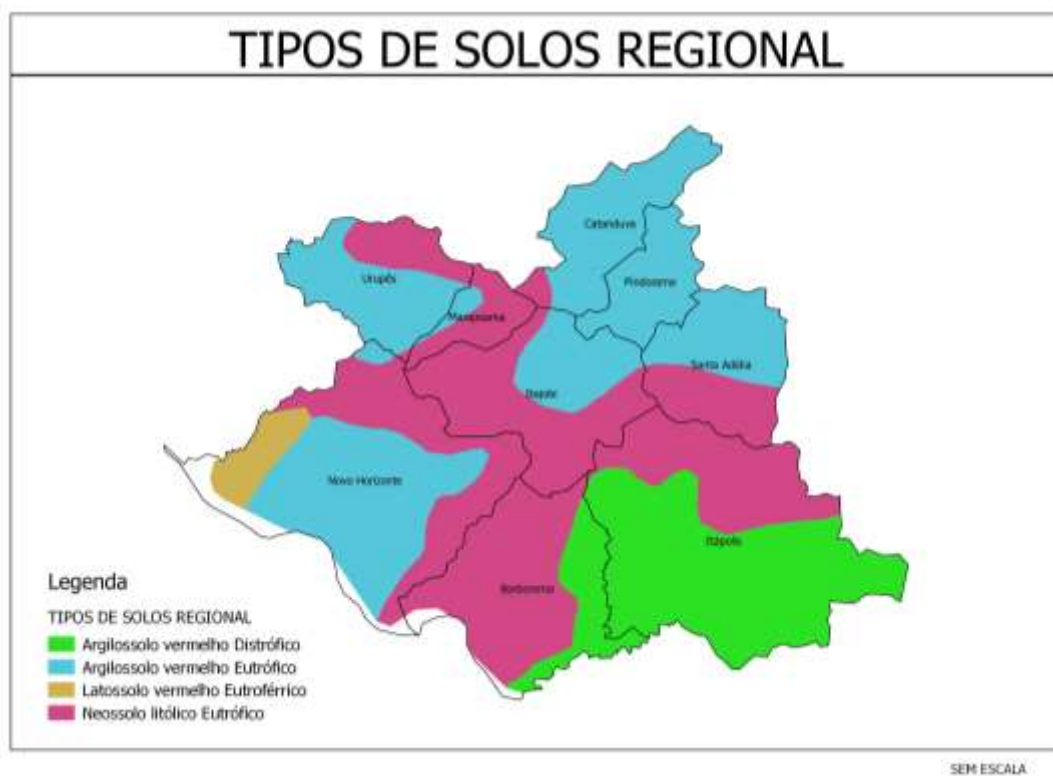 TIPOS DE SOLOS REGIONAL
Catanduva
Pindorama
Urupês
Marapoama
Santa Adélia
Itajobi
Novo Horizonte
Itápolis
Borborema
Legenda
TIPOS DE SOLOS REGIONAL
Argilossolo vermelho Distrófico
Argilossolo vermelho Eutrófico
Latossolo vermelho Eutroférrico
Neossolo litólico Eutrófico
SEM ESCALA